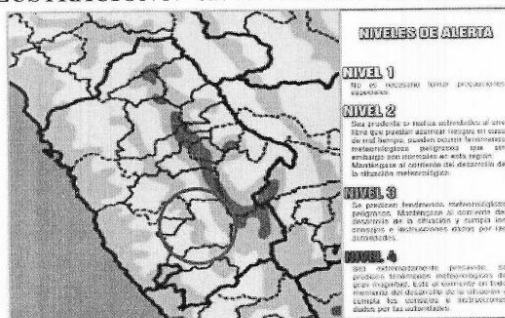 NIVELES DE ALERTA
NIVEL 1
No es necesario tomar precauciones
especiales.
NIVEL 2
Sea prudente si realiza actividades al aire
libre que puedan acarrear riesgos en caso
de mal tiempo, pueden ocurrir fenómenos
meteorológicos peligrosos que sin
embargo son normales en esta región.
Manténgase al corriente del desarrollo de
la situación meteorológica.
NIVEL 3
Se predicen fenómenos meteorológicos
peligrosos. Manténgase al corriente del
desarrollo de la situación y cumpla los
consejos e instrucciones dados por las
autoridades.
NIVEL 4
Sea extremadamente precavido, se
predicen fenómenos meteorológicos de
gran magnitud. Esté al corriente en todo
momento del desarrollo de la situación y
cumpla los consejos e instrucciones
dados por las autoridades.